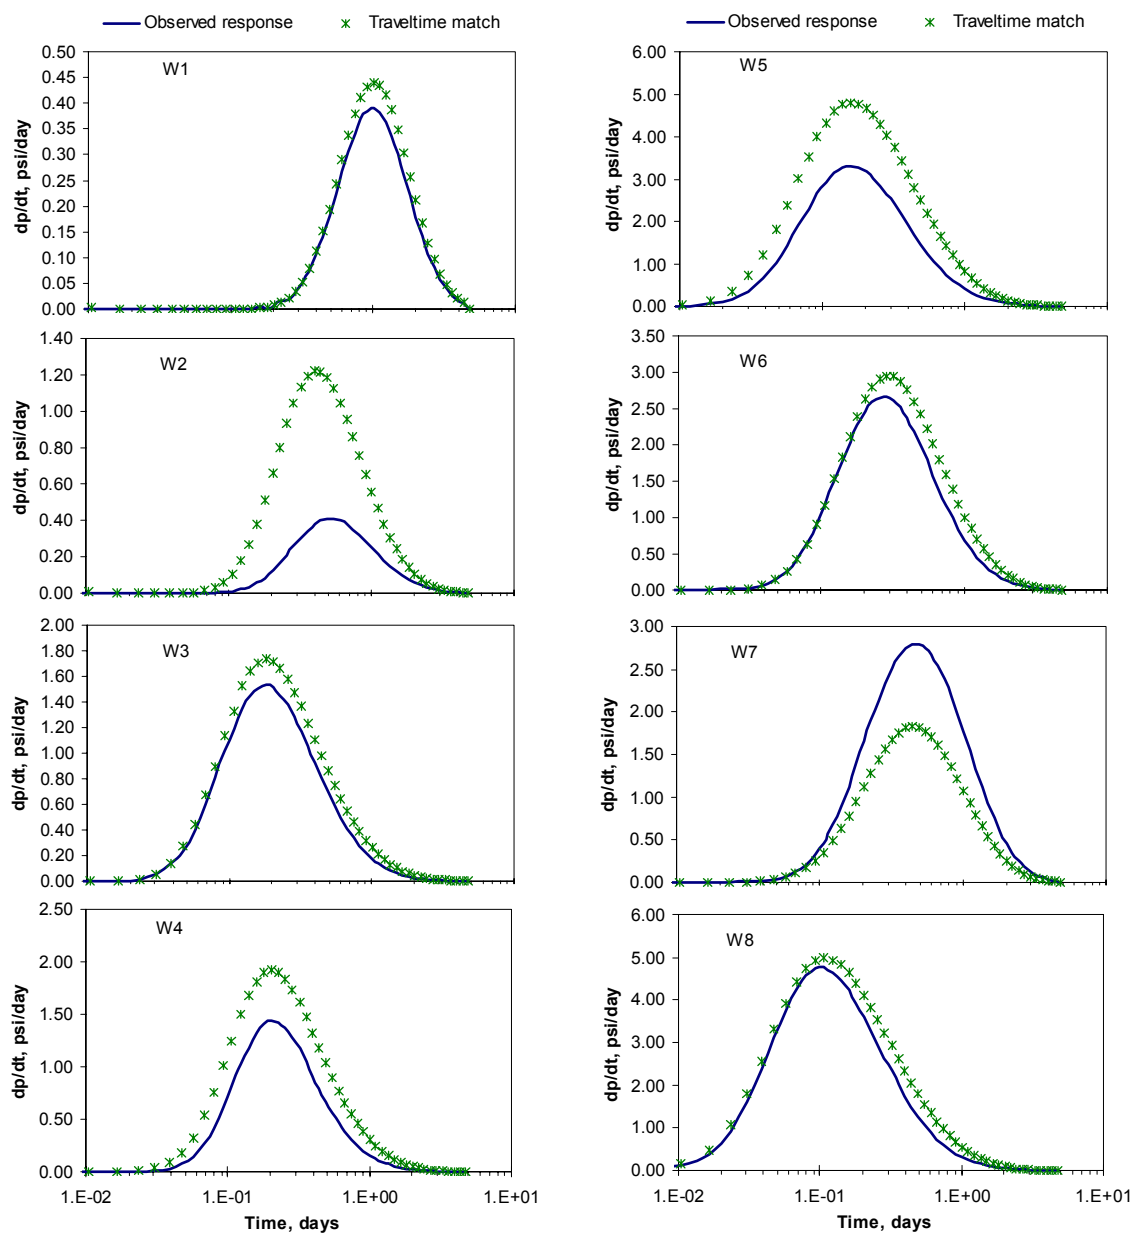 Observed response Traveltime match
W1
0.50
0.45
0.40
0.35
0.30
0.25
0.20
0.15
0.10
0.05
0.00
dp/dt, psi/day
W2
1.40
1.20
1.00
0.80
0.60
0.40
0.20
0.00
dp/dt, psi/day
W3
2.00
1.80
1.60
1.40
1.20
1.00
0.80
0.60
0.40
0.20
0.00
dp/dt, psi/day
W4
2.50
2.00
1.50
1.00
0.50
0.00
dp/dt, psi/day
1.E-02 1.E-01 1.E+00 1.E+01
Time, days
Observed response Traveltime match
W5
6.00
5.00
4.00
3.00
2.00
1.00
0.00
dp/dt, psi/day
W6
3.50
3.00
2.50
2.00
1.50
1.00
0.50
0.00
dp/dt, psi/day
W7
3.00
2.50
2.00
1.50
1.00
0.50
0.00
dp/dt, psi/day
W8
6.00
5.00
4.00
3.00
2.00
1.00
0.00
dp/dt, psi/day
1.E-02 1.E-01 1.E+00 1.E+01
Time, days